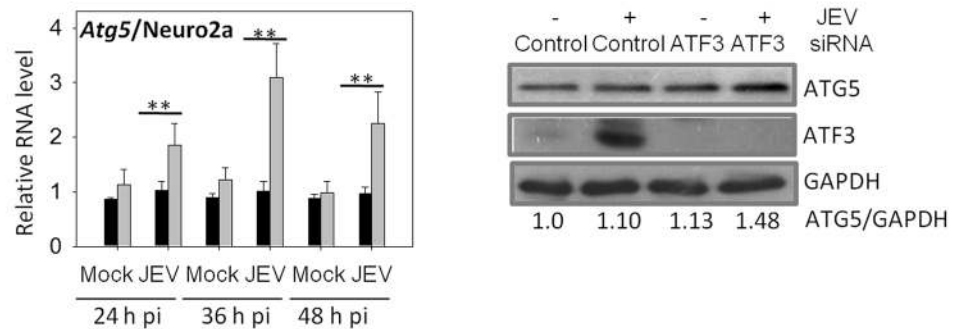 Atg5/Neuro2a
**
**
**
Relative RNA level
4
3
2
1
0
Mock JEV Mock JEV Mock JEV
24 h pi 36 h pi 48 h pi
- + - + JEV
Control Control ATF3 ATF3 siRNA
ATG5
ATF3
GAPDH
1.0 1.10 1.13 1.48 ATG5/GAPDH